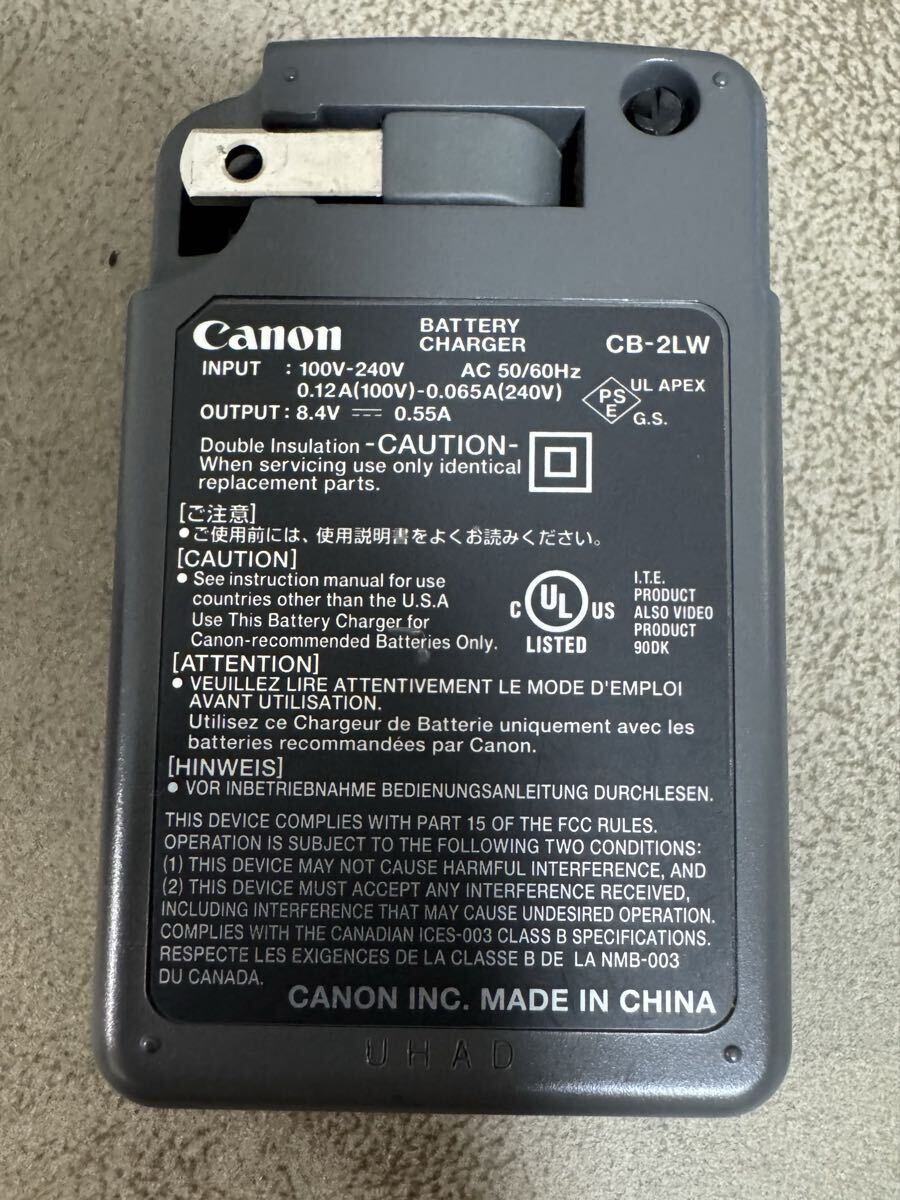 Canon BATTERY CHARGER CB-2LW
INPUT : 100V-240V AC 50/60Hz
0.12A(100V)-0.065A(240V)
OUTPUT : 8.4V ⎓ 0.55A
PS E
UL APEX
G.S.
Double Insulation -CAUTION-
When servicing use only identical
replacement parts.
[ご注意]
●ご使用前には、使用説明書をよくお読みください。
[CAUTION]
● See instruction manual for use
countries other than the U.S.A
Use This Battery Charger for
Canon-recommended Batteries Only.
C UL US
LISTED
I.T.E.
PRODUCT
ALSO VIDEO
PRODUCT
90DK
[ATTENTION]
● VEUILLEZ LIRE ATTENTIVEMENT LE MODE D'EMPLOI
AVANT UTILISATION.
Utilisez ce Chargeur de Batterie uniquement avec les
batteries recommandées par Canon.
[HINWEIS]
● VOR INBETRIEBNAHME BEDIENUNGSANLEITUNG DURCHLESEN.
THIS DEVICE COMPLIES WITH PART 15 OF THE FCC RULES.
OPERATION IS SUBJECT TO THE FOLLOWING TWO CONDITIONS:
(1) THIS DEVICE MAY NOT CAUSE HARMFUL INTERFERENCE, AND
(2) THIS DEVICE MUST ACCEPT ANY INTERFERENCE RECEIVED,
INCLUDING INTERFERENCE THAT MAY CAUSE UNDESIRED OPERATION.
COMPLIES WITH THE CANADIAN ICES-003 CLASS B SPECIFICATIONS.
RESPECTE LES EXIGENCES DE LA CLASSE B DE LA NMB-003
DU CANADA.
CANON INC. MADE IN CHINA
UHAD